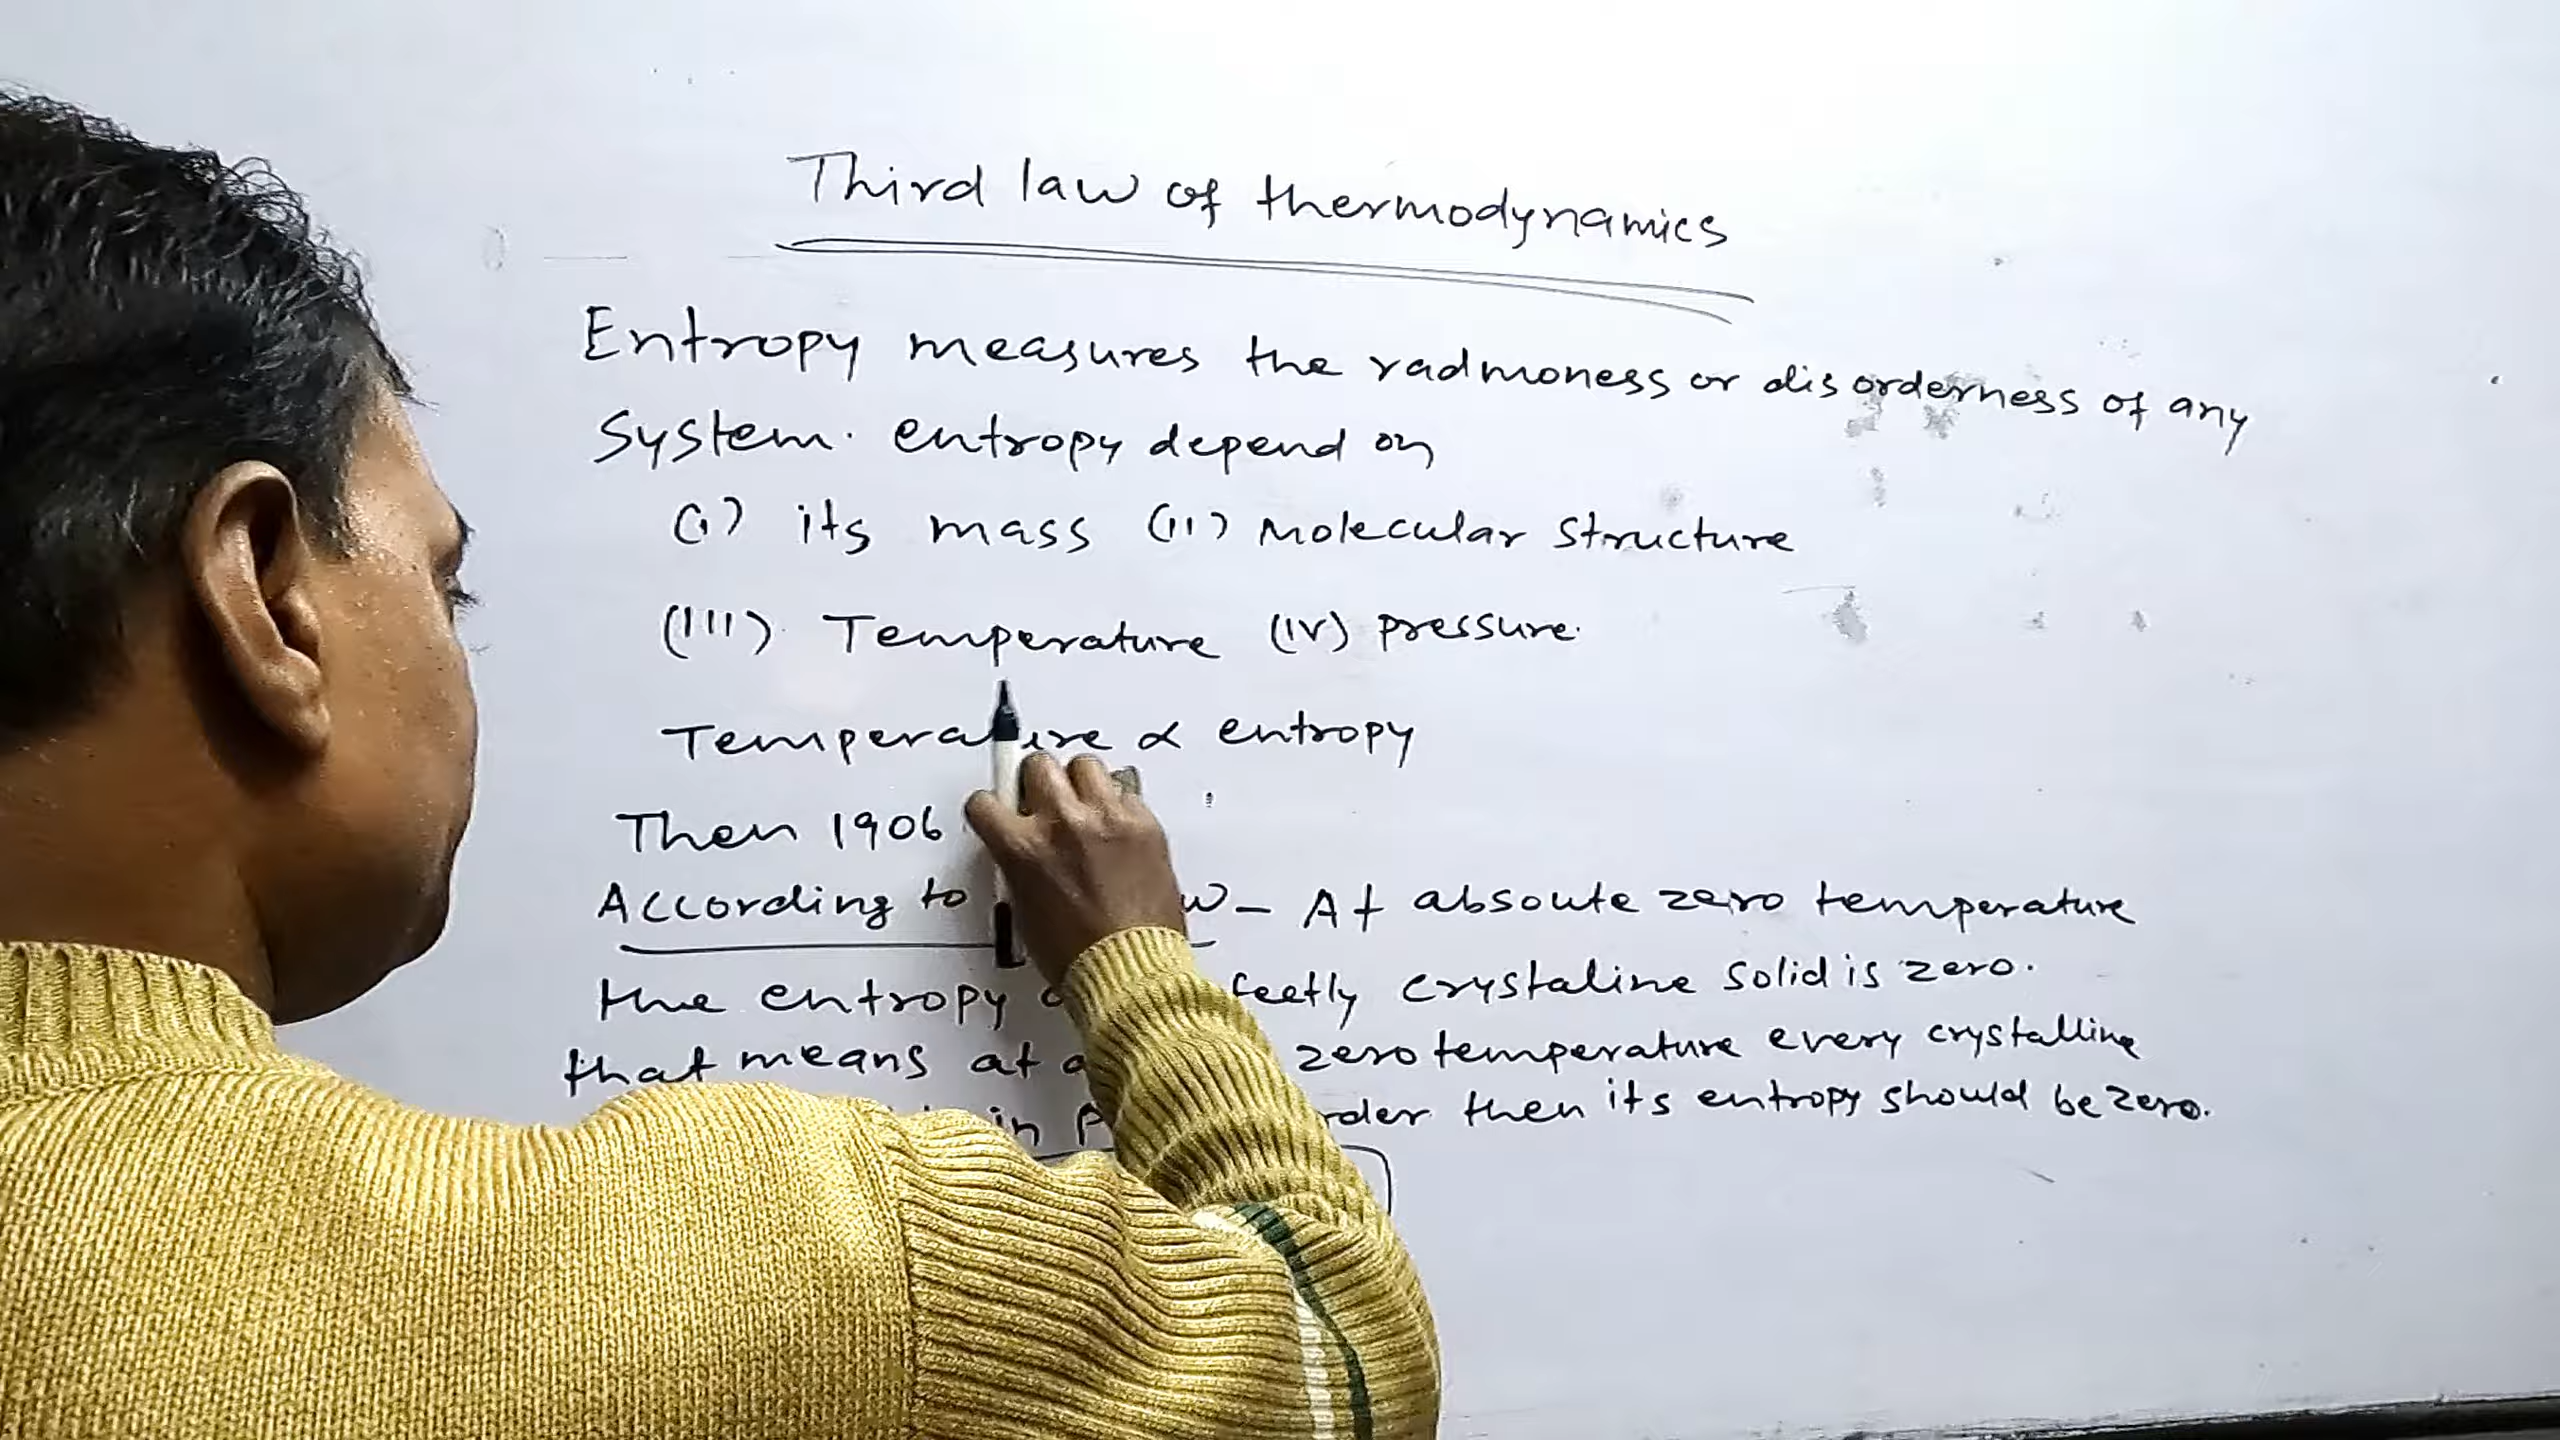 Third law of thermodynamics
Entropy measures the radmoness or disorderness of any
System. entropy depend on
(i) its mass (ii) Molecular structure
(iii). Temperature (iv) pressure.
Temperature ∝ entropy
Then 1906
According to - At absoute zero temperature
the entropy crystaline solid is zero.
that means at zero temperature every crystalline
in then its entropy should be zero.